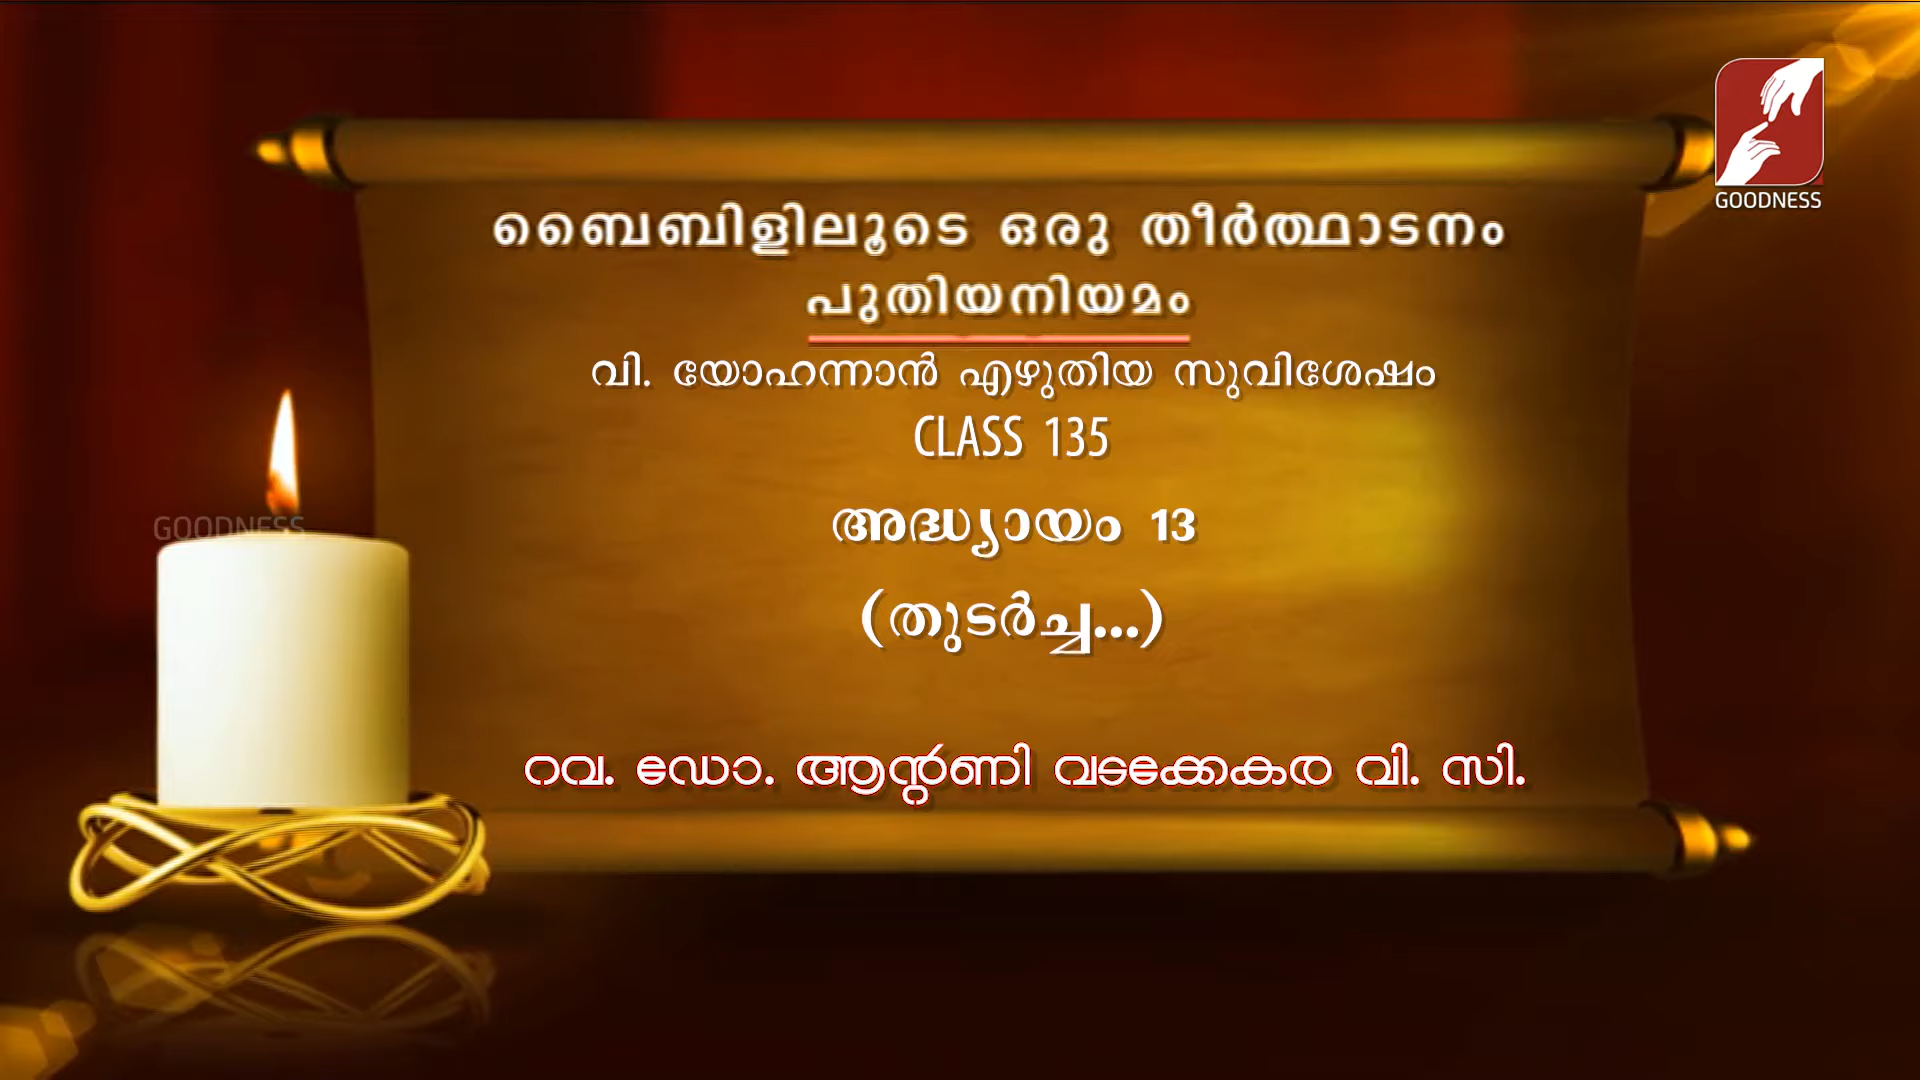 GOODNESS
ബൈബിളിലൂടെ ഒരു തീർത്ഥാടനം
പുതിയനിയമം
വി. യോഹന്നാൻ എഴുതിയ സുവിശേഷം
CLASS 135
അദ്ധ്യായം 13
GOODNESS
(തുടർച്ച...)
റവ. ഡോ. ആന്റണി വടക്കേകര വി. സി.